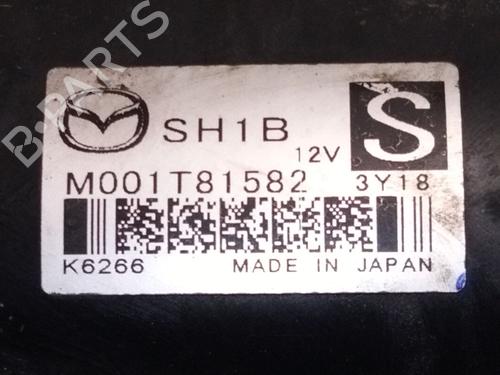 B-PARTS
SH1B
12V
S
M001T81582
3Y18
K6266
MADE IN JAPAN